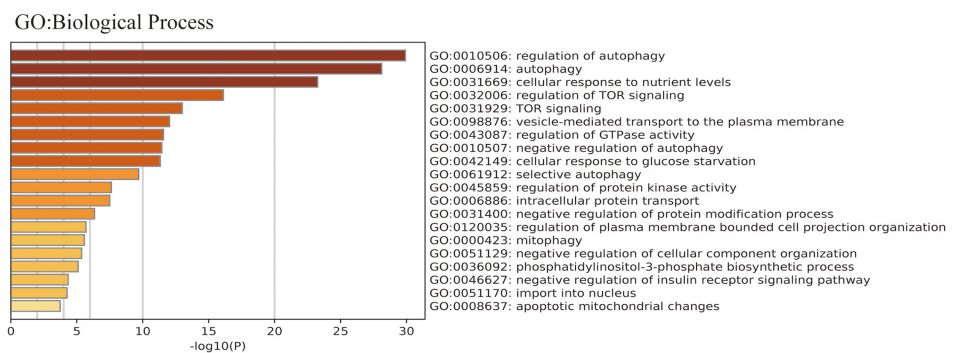 GO:Biological Process
GO:0010506: regulation of autophagy
GO:0006914: autophagy
GO:0031669: cellular response to nutrient levels
GO:0032006: regulation of TOR signaling
GO:0031929: TOR signaling
GO:0098876: vesicle-mediated transport to the plasma membrane
GO:0043087: regulation of GTPase activity
GO:0010507: negative regulation of autophagy
GO:0042149: cellular response to glucose starvation
GO:0061912: selective autophagy
GO:0045859: regulation of protein kinase activity
GO:0006886: intracellular protein transport
GO:0031400: negative regulation of protein modification process
GO:0120035: regulation of plasma membrane bounded cell projection organization
GO:0000423: mitophagy
GO:0051129: negative regulation of cellular component organization
GO:0036092: phosphatidylinositol-3-phosphate biosynthetic process
GO:0046627: negative regulation of insulin receptor signaling pathway
GO:0051170: import into nucleus
GO:0008637: apoptotic mitochondrial changes
0 5 10 15 20 25 30
-log10(P)